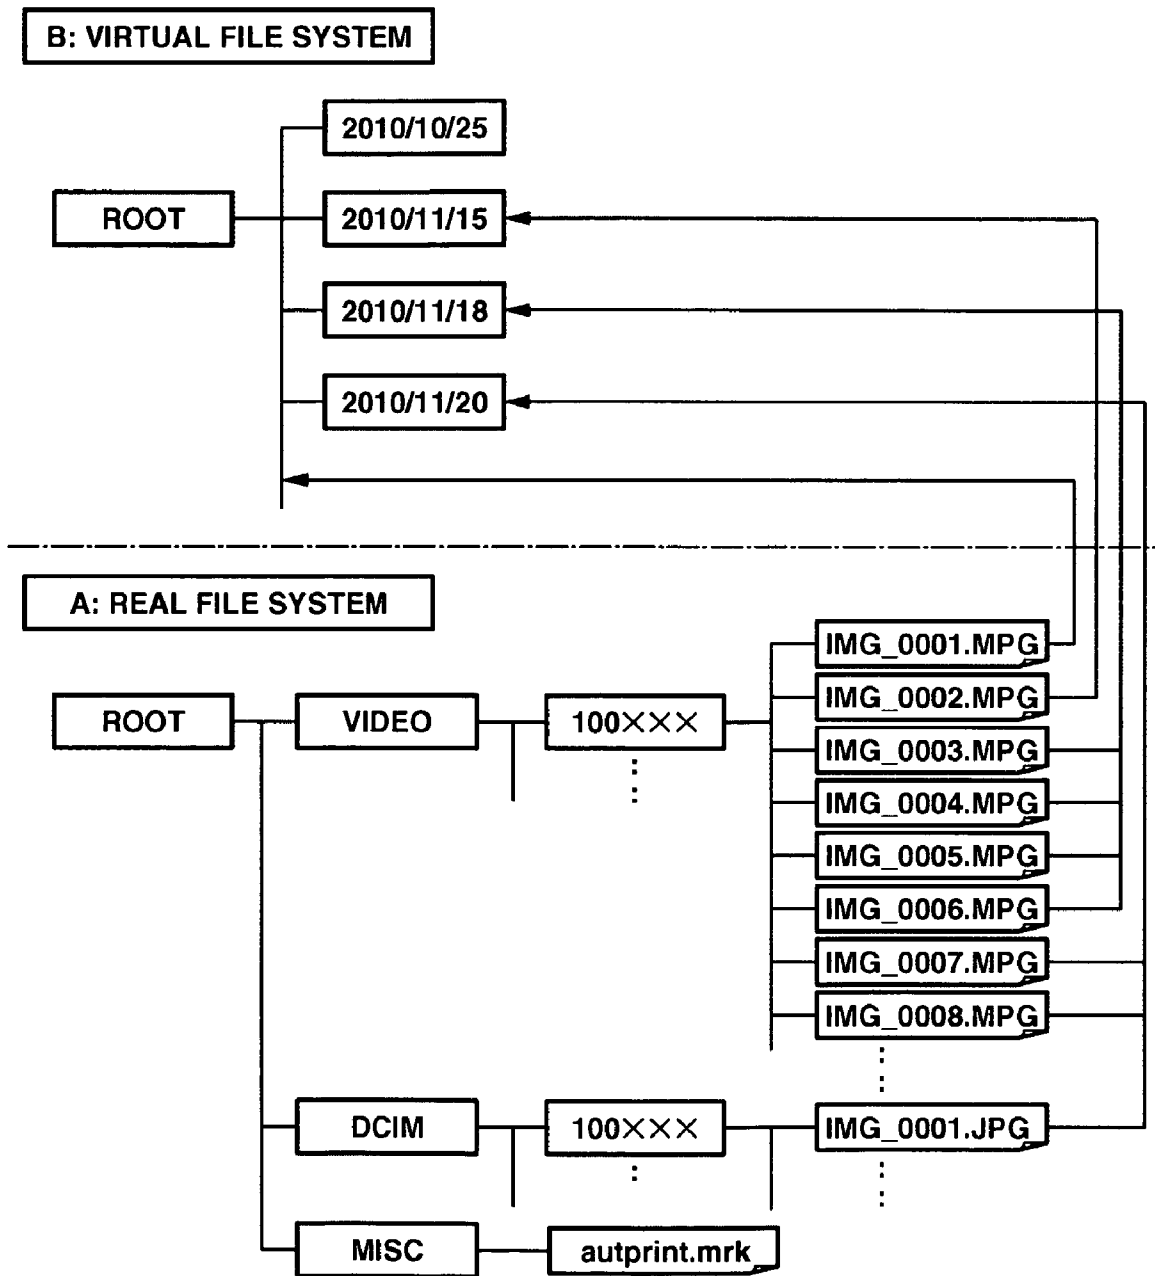 B: VIRTUAL FILE SYSTEM
2010/10/25
ROOT
2010/11/15
2010/11/18
2010/11/20
A: REAL FILE SYSTEM
IMG_0001.MPG
IMG_0002.MPG
ROOT
VIDEO
100×××
IMG_0003.MPG
IMG_0004.MPG
IMG_0005.MPG
IMG_0006.MPG
IMG_0007.MPG
IMG_0008.MPG
DCIM
100×××
IMG_0001.JPG
MISC
autprint.mrk